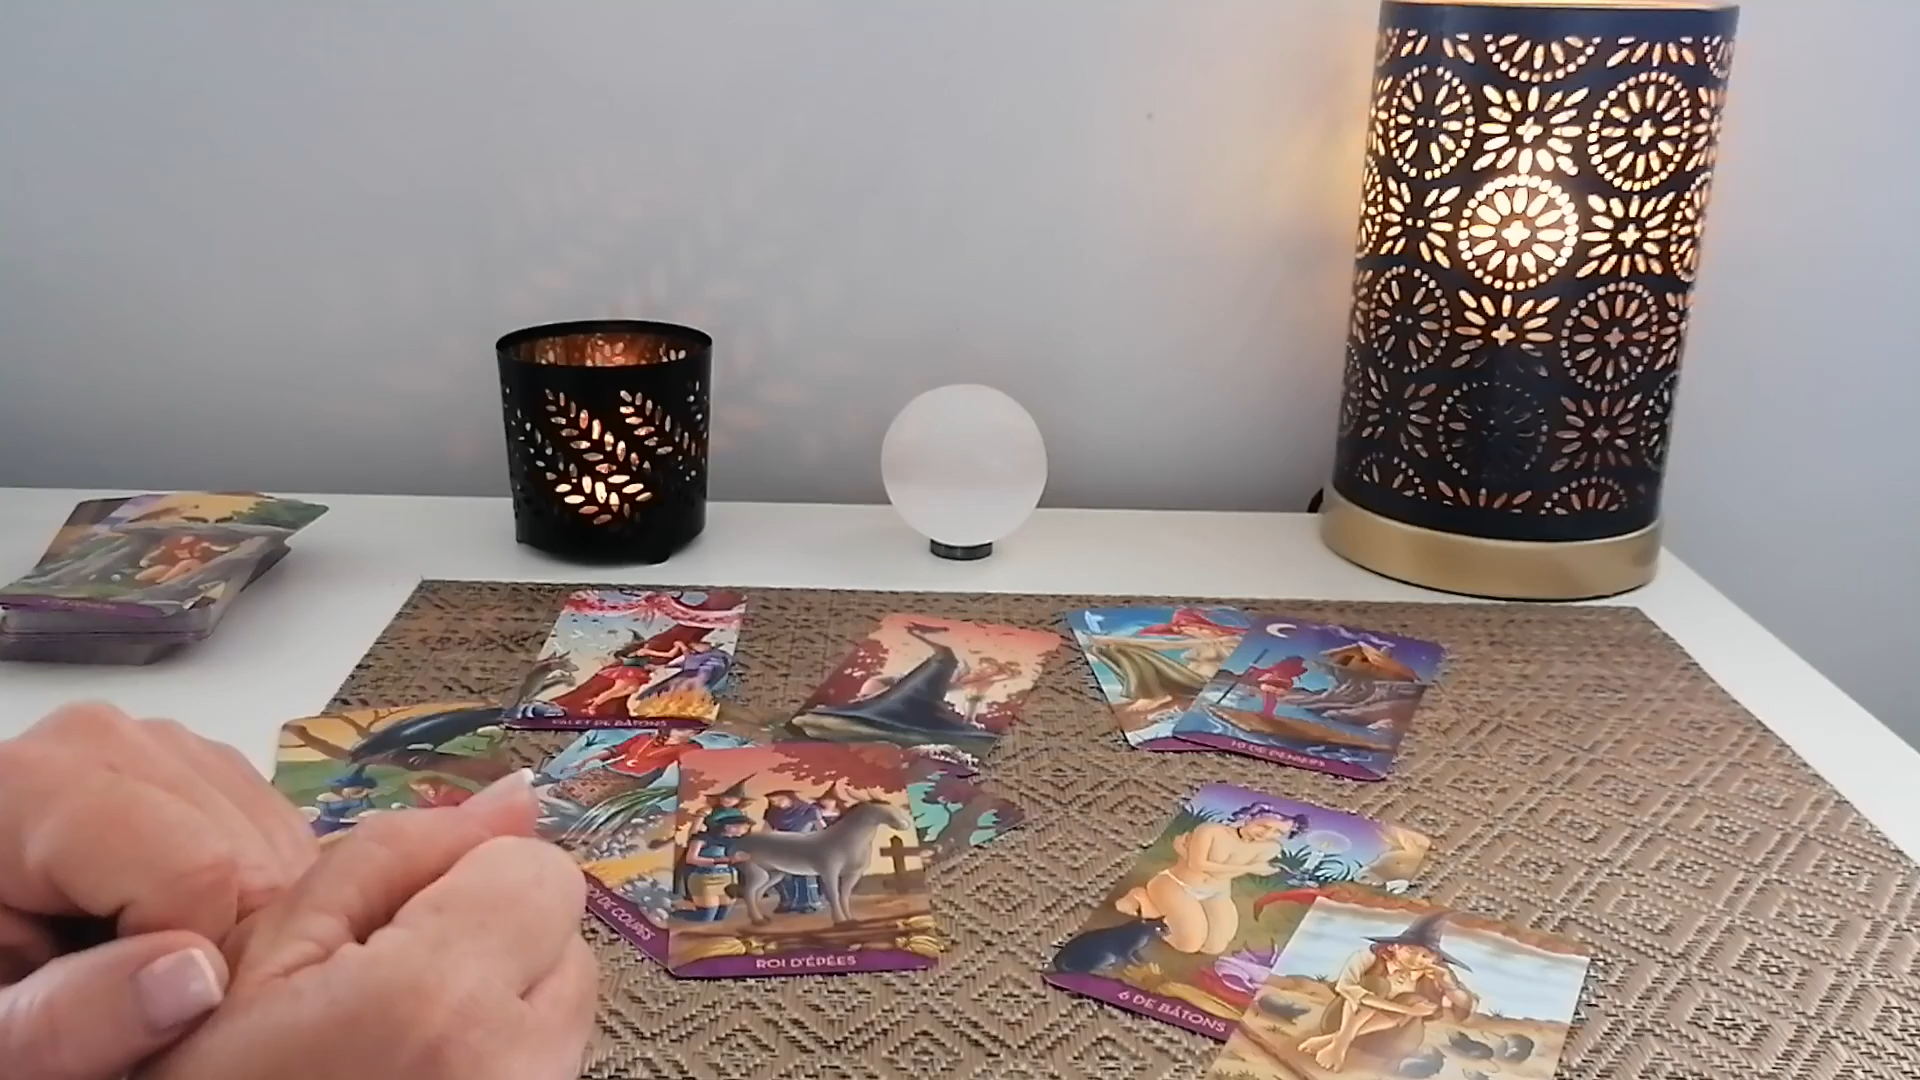 VALET DE BÂTONS
10 DE DENIERS
DE COUPES
ROI D'ÉPÉES
6 DE BÂTONS